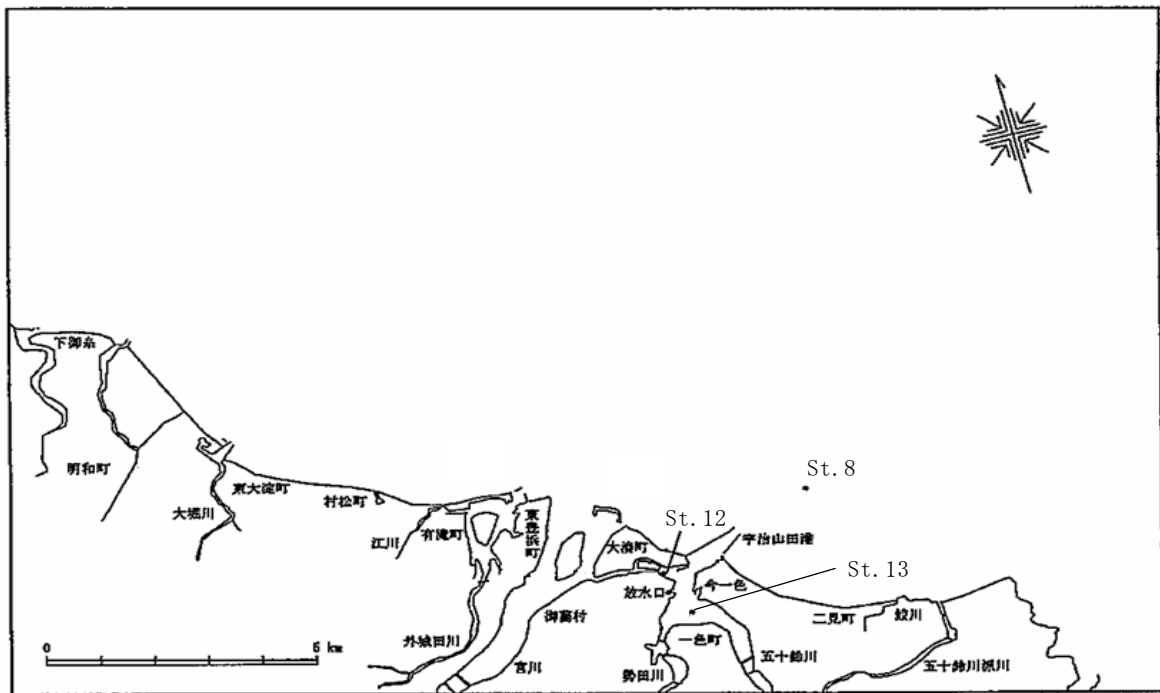 下御糸
明和町
大堀川
東大淀町
村松町
江川
有滝町
東豊浜町
外城田川
宮川
御薗村
大湊町
St.8
St.12
宇治山田港
St.13
放水口
今一色
一色町
勢田川
五十鈴川
二見町
鮫川
五十鈴川派川
0
5 km